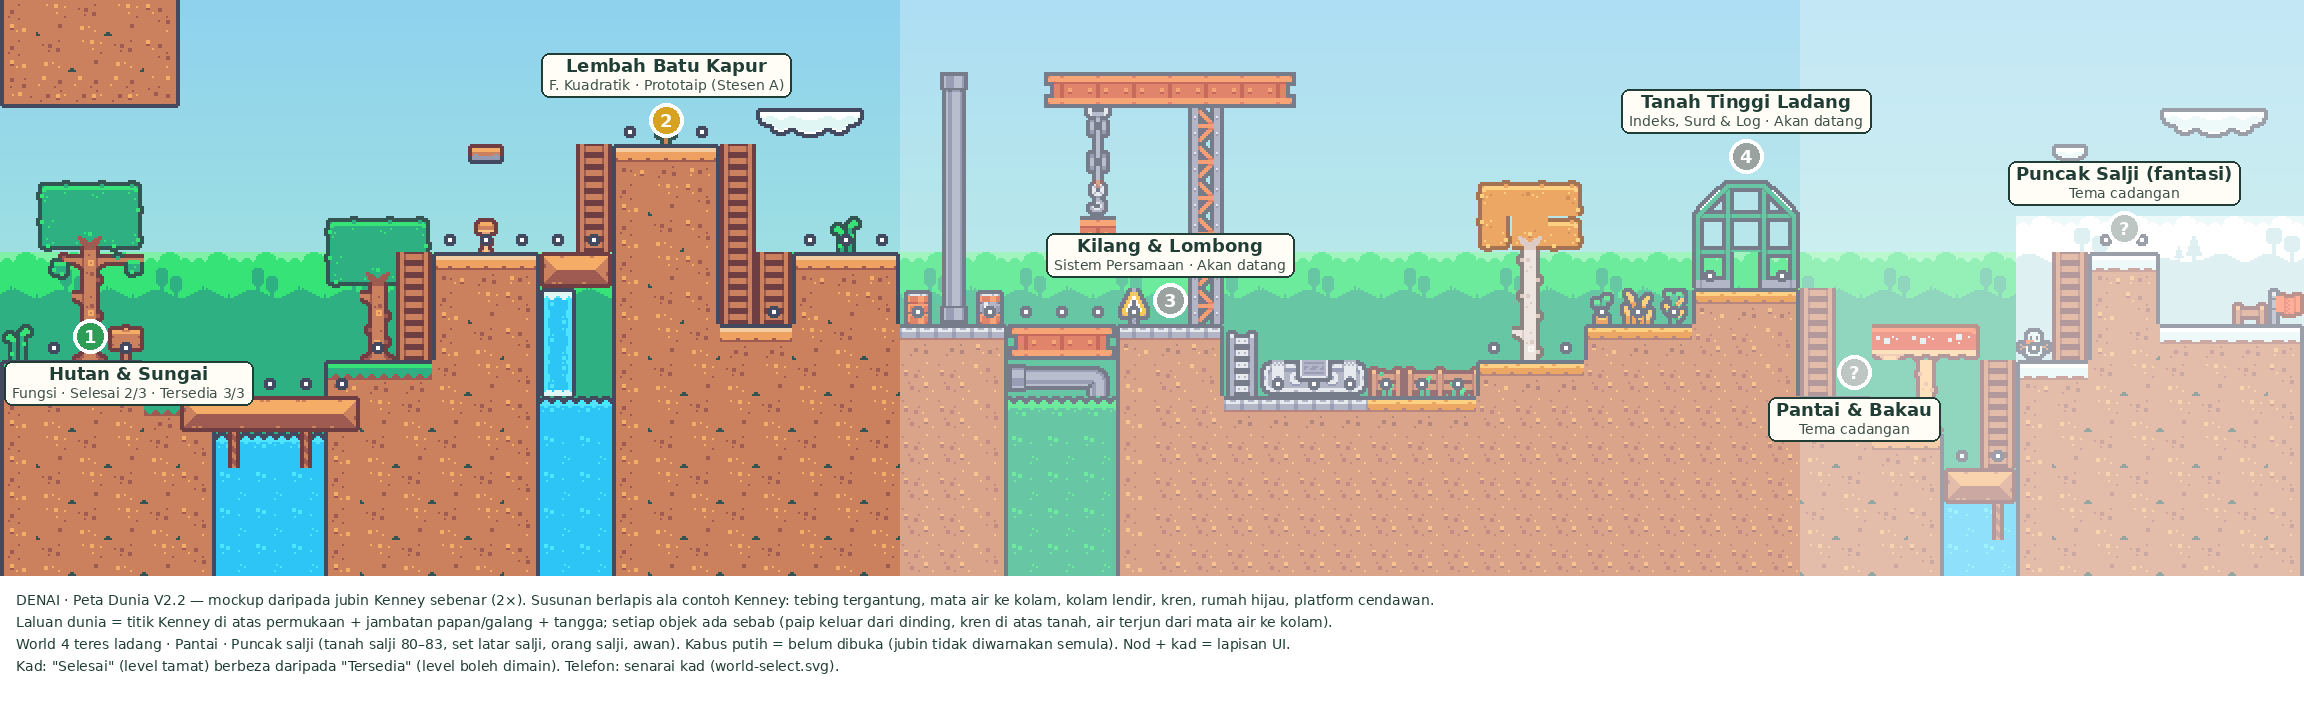 Lembah Batu Kapur
F. Kuadratik · Prototaip (Stesen A)
2
Tanah Tinggi Ladang
Indeks, Surd & Log · Akan datang
4
Puncak Salji (fantasi)
Tema cadangan
?
Kilang & Lombong
Sistem Persamaan · Akan datang
3
1
Hutan & Sungai
Fungsi · Selesai 2/3 · Tersedia 3/3
?
Pantai & Bakau
Tema cadangan
DENAI · Peta Dunia V2.2 — mockup daripada jubin Kenney sebenar (2×). Susunan berlapis ala contoh Kenney: tebing tergantung, mata air ke kolam, kolam lendir, kren, rumah hijau, platform cendawan.
Laluan dunia = titik Kenney di atas permukaan + jambatan papan/galang + tangga; setiap objek ada sebab (paip keluar dari dinding, kren di atas tanah, air terjun dari mata air ke kolam).
World 4 teres ladang · Pantai · Puncak salji (tanah salji 80–83, set latar salji, orang salji, awan). Kabus putih = belum dibuka (jubin tidak diwarnakan semula). Nod + kad = lapisan UI.
Kad: "Selesai" (level tamat) berbeza daripada "Tersedia" (level boleh dimain). Telefon: senarai kad (world-select.svg).